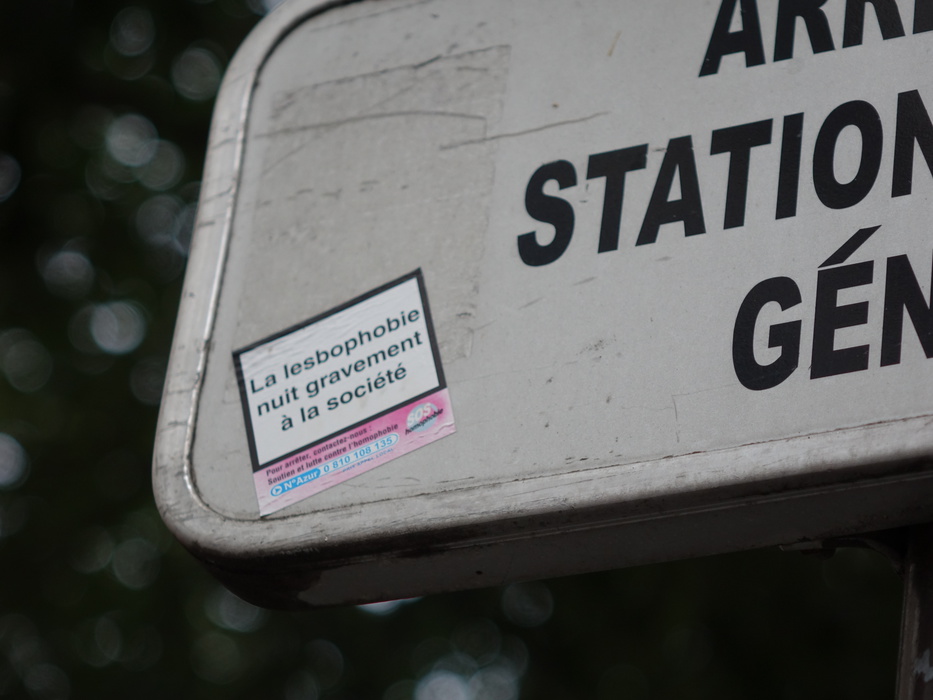 ARR
STATION
GÉN
La lesbophobie
nuit gravement
à la société
SOS
homophobie
Pour arrêter, contactez-nous :
Soutien et lutte contre l'homophobie
N°Azur 0 810 108 135